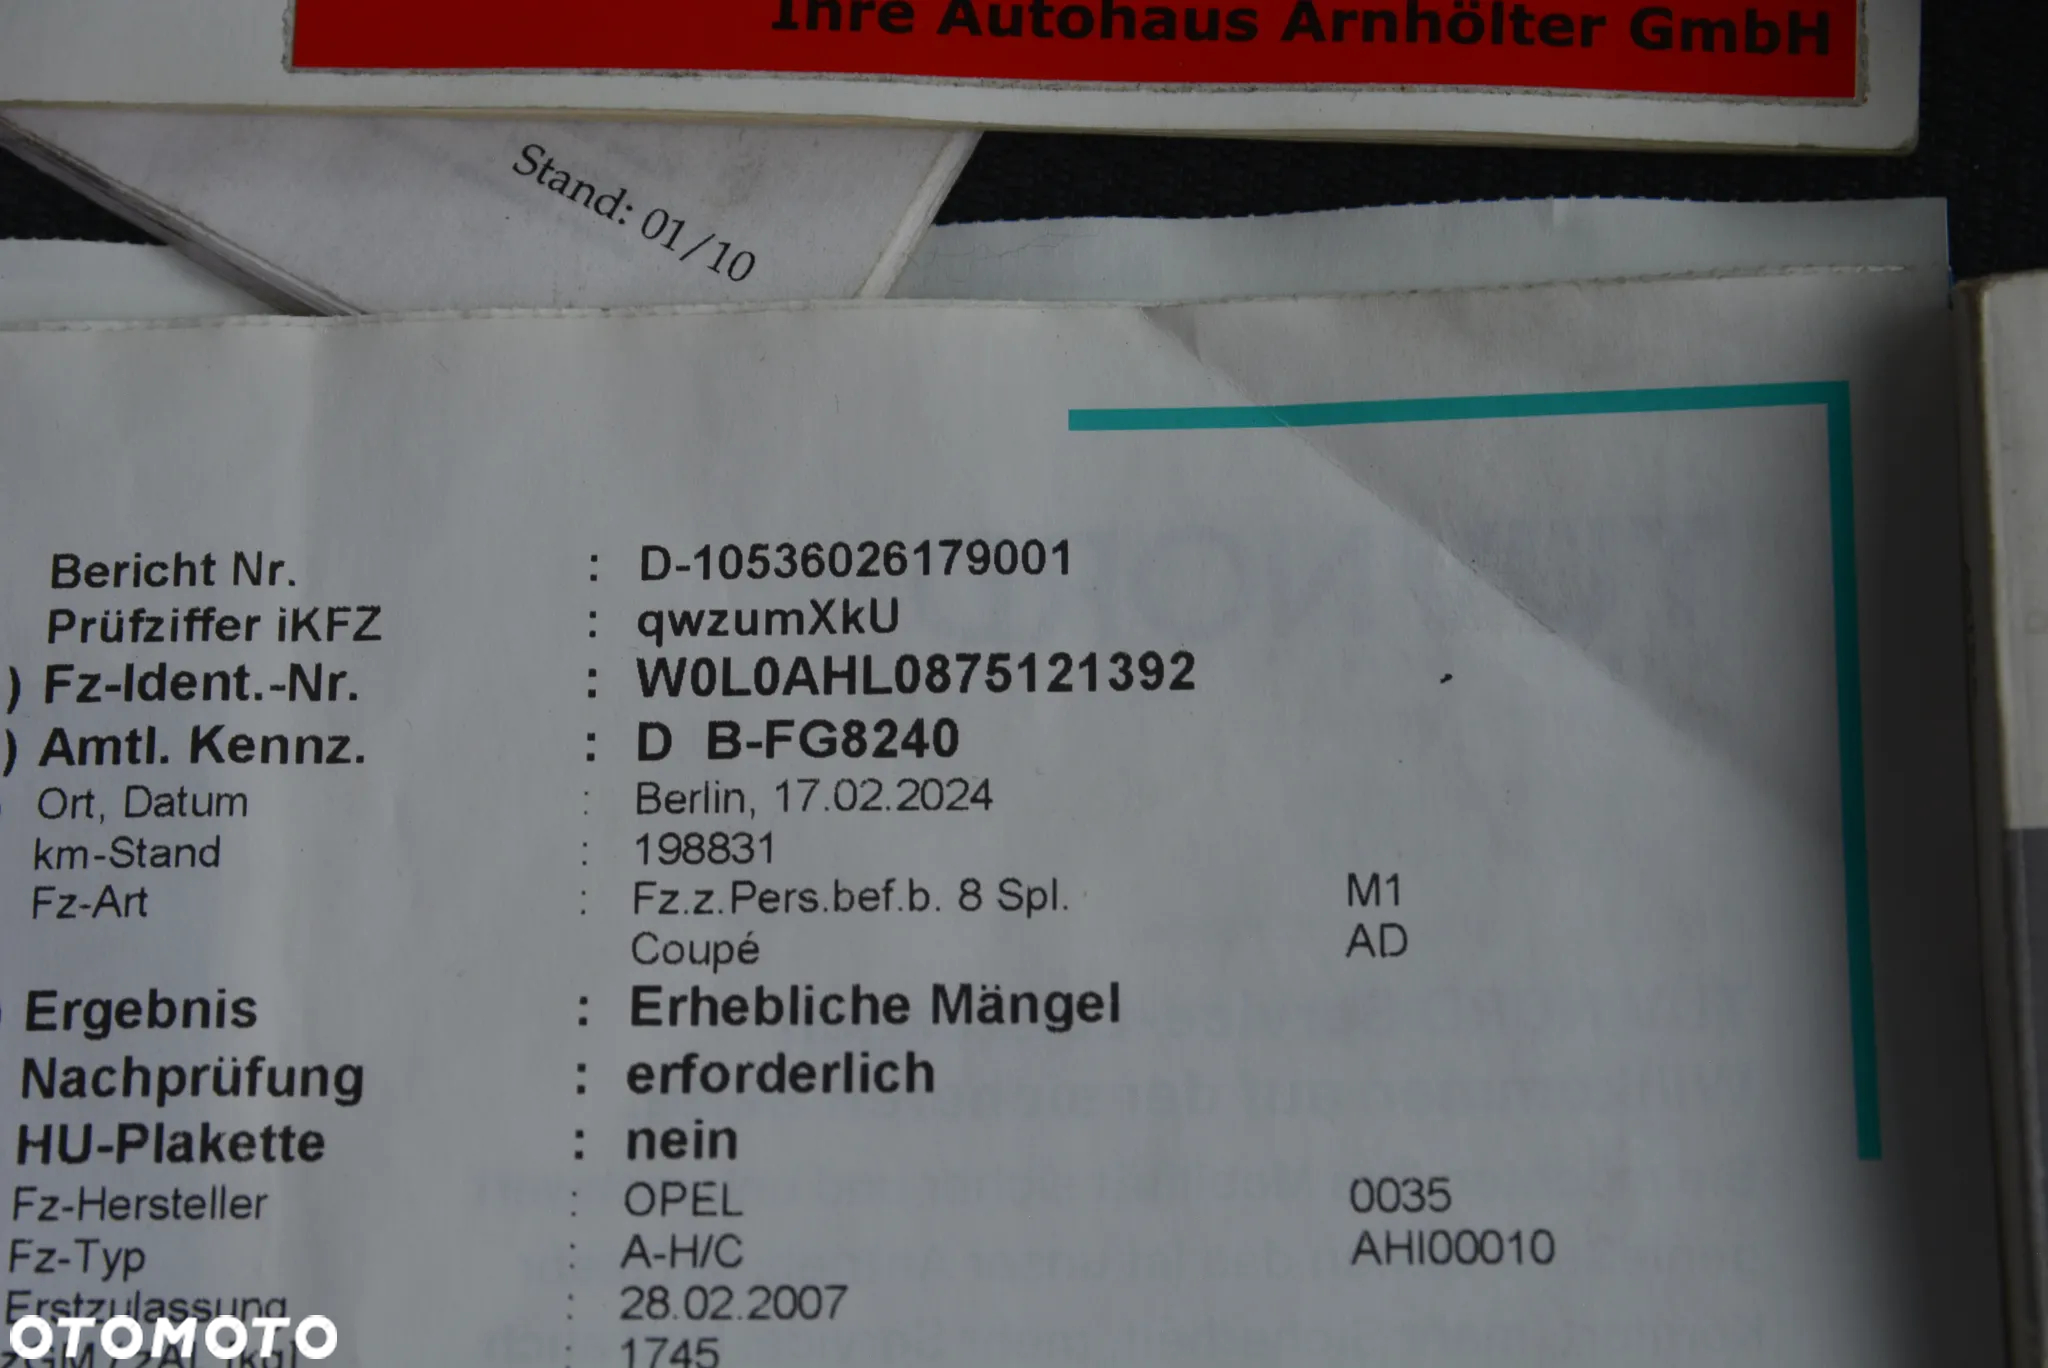 Ihre Autohaus Arnhölter GmbH
Stand: 01/10
Bericht Nr. : D-10536026179001
Prüfziffer iKFZ : qwzumXkU
) Fz-Ident.-Nr. : W0L0AHL0875121392
) Amtl. Kennz. : D B-FG8240
Ort, Datum : Berlin, 17.02.2024
km-Stand : 198831
Fz-Art : Fz.z.Pers.bef.b. 8 Spl. M1
Coupé AD
Ergebnis : Erhebliche Mängel
Nachprüfung : erforderlich
HU-Plakette : nein
Fz-Hersteller : OPEL 0035
Fz-Typ : A-H/C AHI00010
Erstzulassung : 28.02.2007
: 1745
OTOMOTO